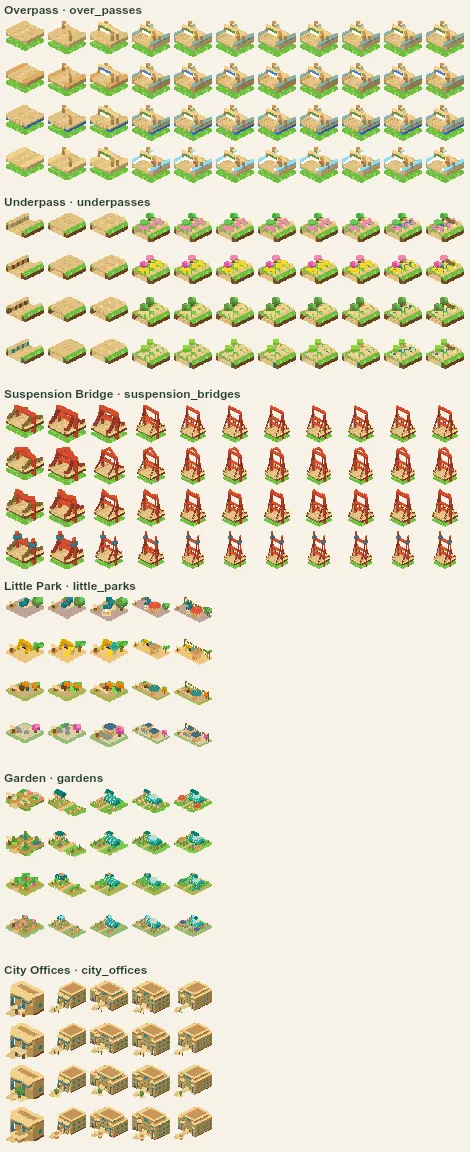 Overpass · over_passes
Underpass · underpasses
Suspension Bridge · suspension_bridges
Little Park · little_parks
Garden · gardens
City Offices · city_offices